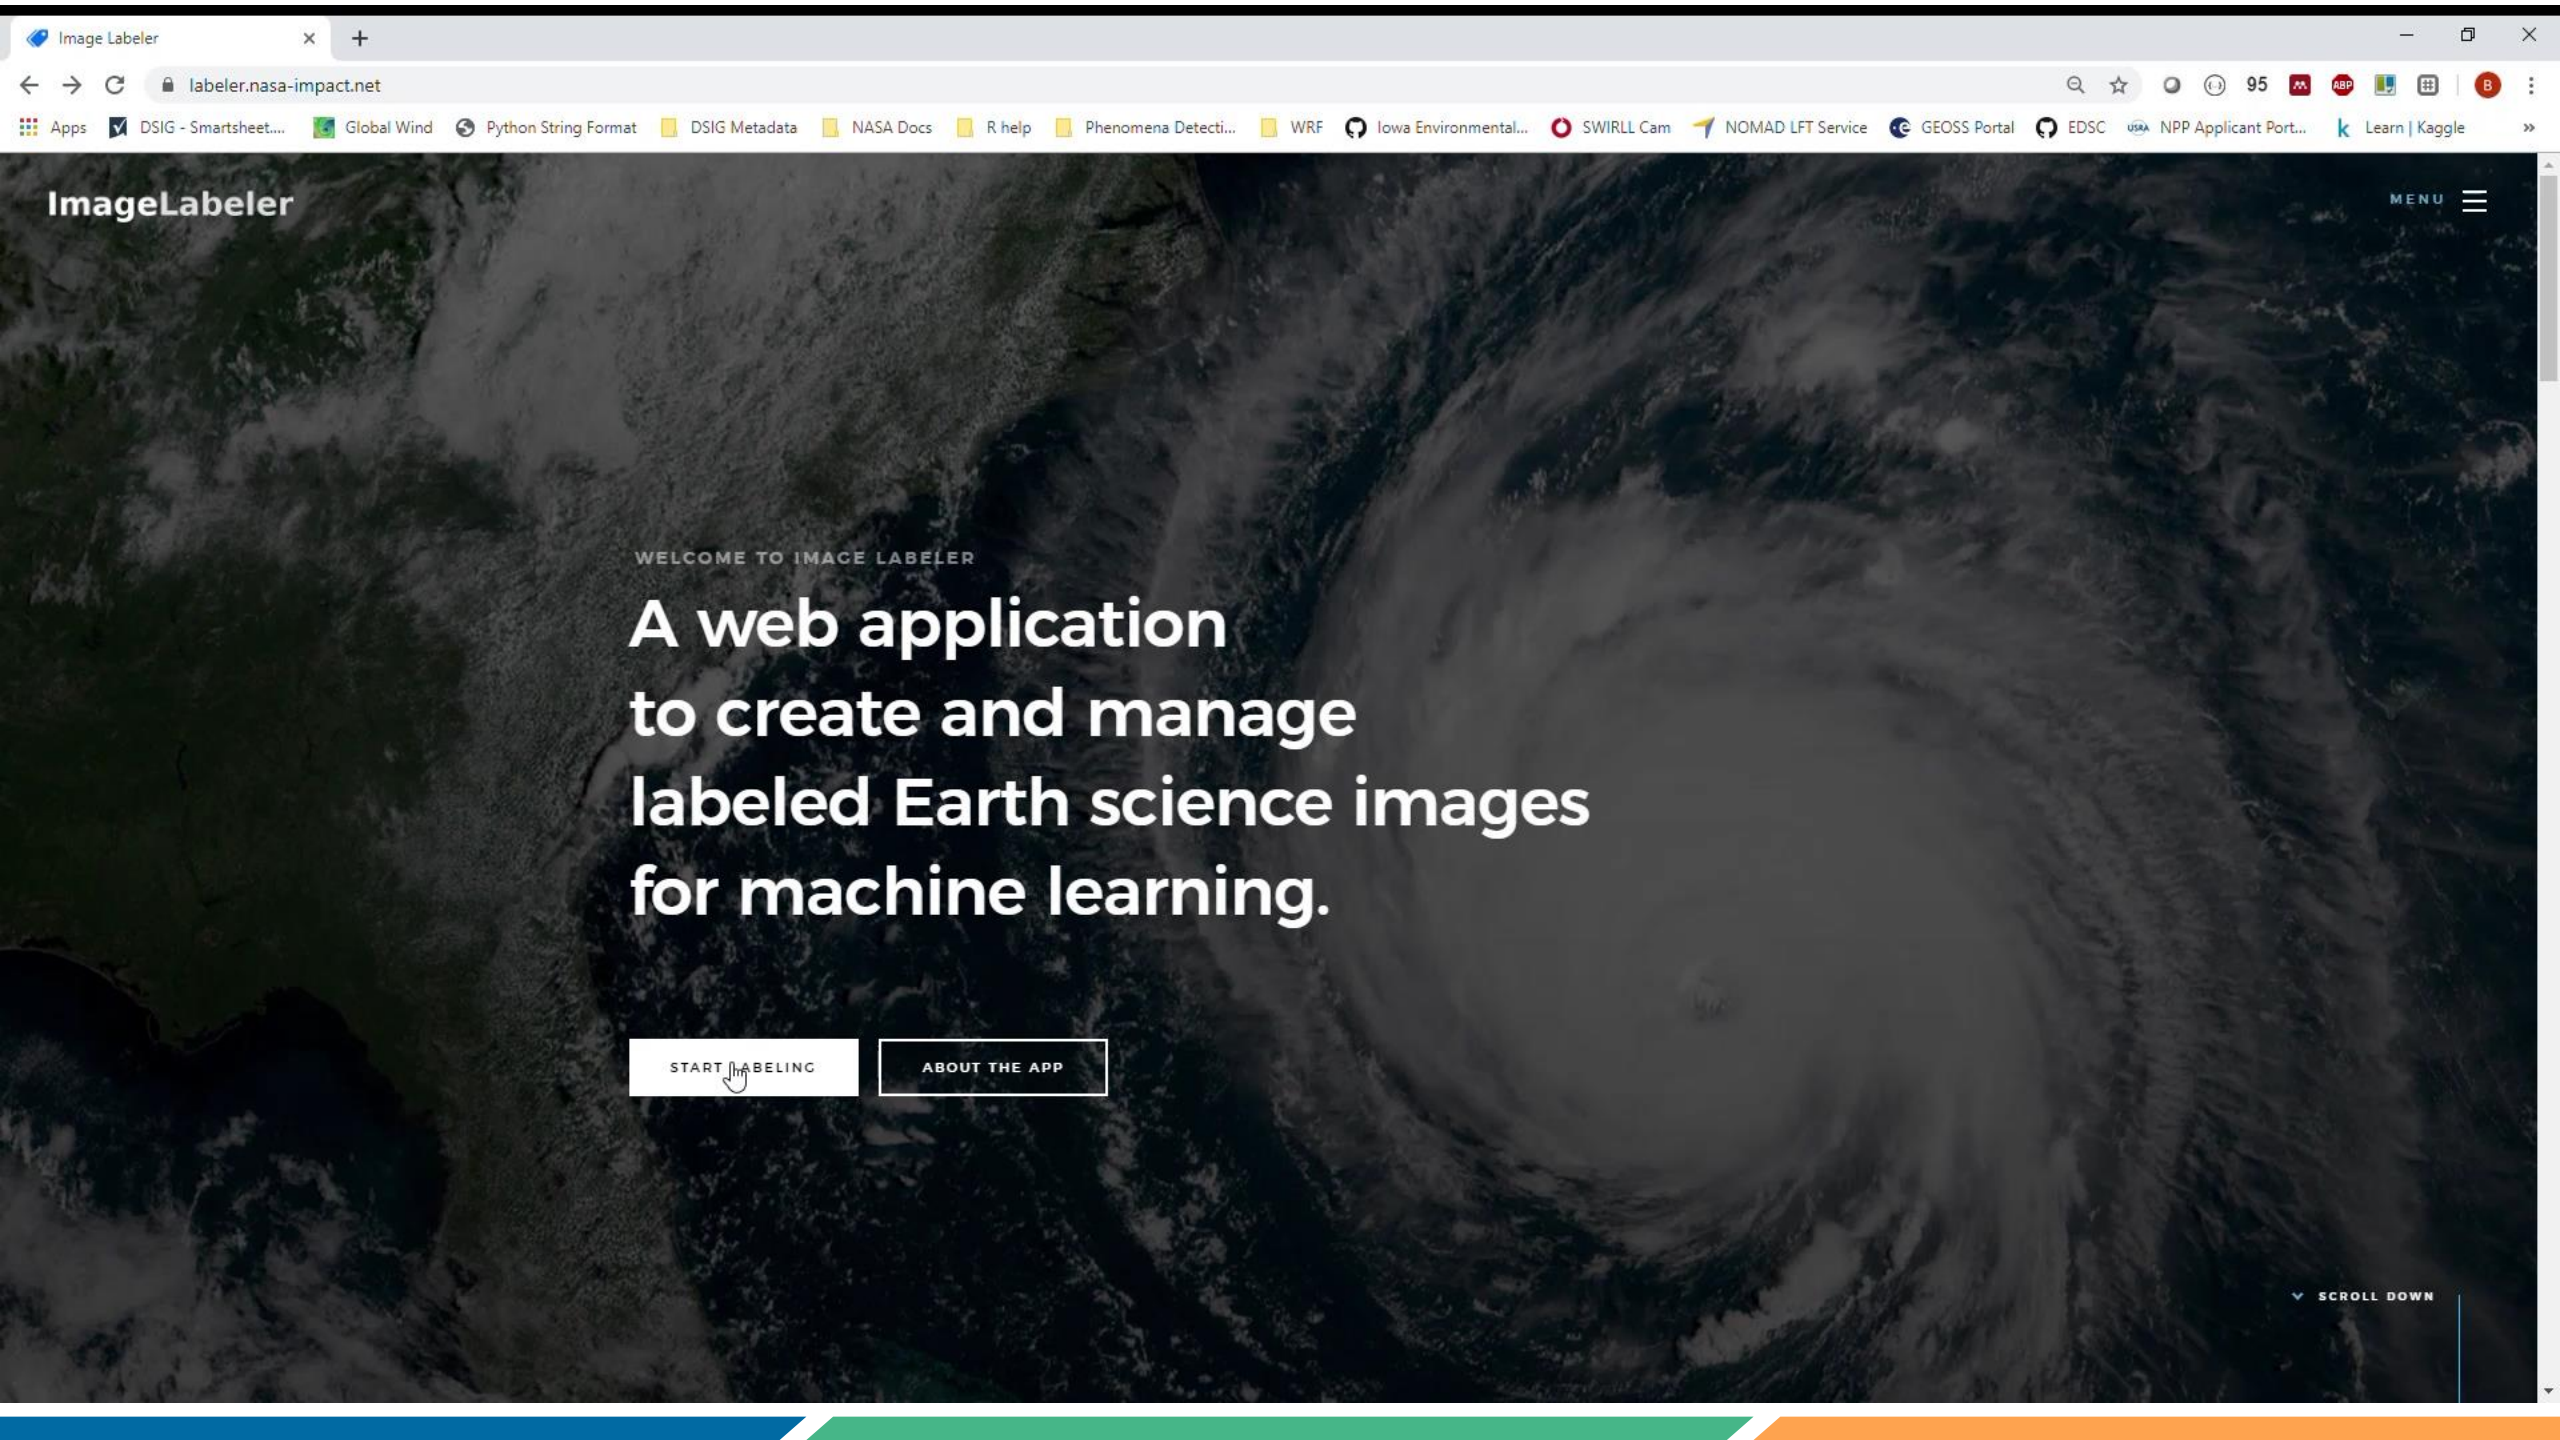 Image Labeler
labeler.nasa-impact.net
95
ABP
B
Apps DSIG - Smartsheet.... Global Wind Python String Format DSIG Metadata NASA Docs R help Phenomena Detecti... WRF Iowa Environmental... SWIRLL Cam NOMAD LFT Service GEOSS Portal EDSC USRA NPP Applicant Port... k Learn | Kaggle »
ImageLabeler
MENU
WELCOME TO IMAGE LABELER
A web application
to create and manage
labeled Earth science images
for machine learning.
START LABELING ABOUT THE APP
SCROLL DOWN